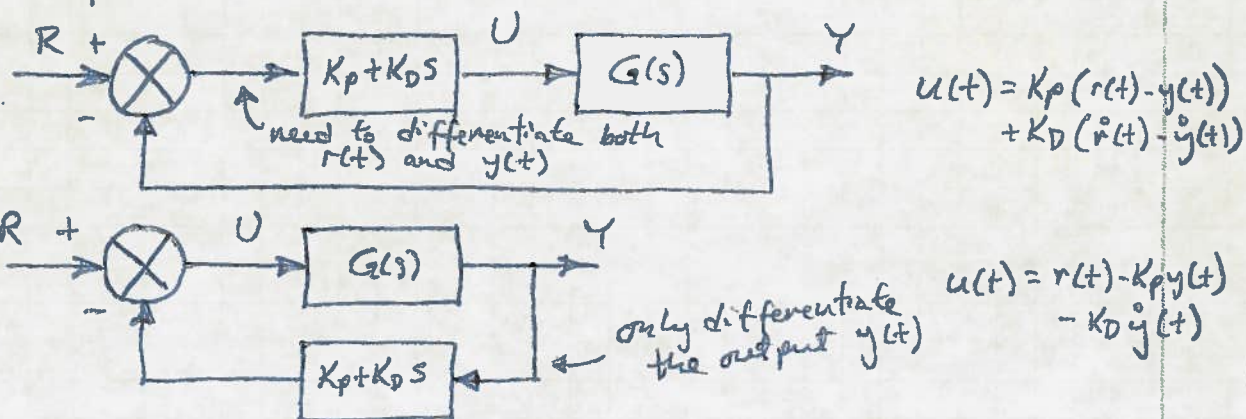 R + U Y
Kp + KD s G(s)
-
need to differentiate both
r(t) and y(t)
u(t) = Kp (r(t) - y(t))
+ KD (ṙ(t) - ẏ(t))
R + U Y
G(s)
-
Kp + KD s
only differentiate
the output y(t)
u(t) = r(t) - Kp y(t)
- KD ẏ(t)